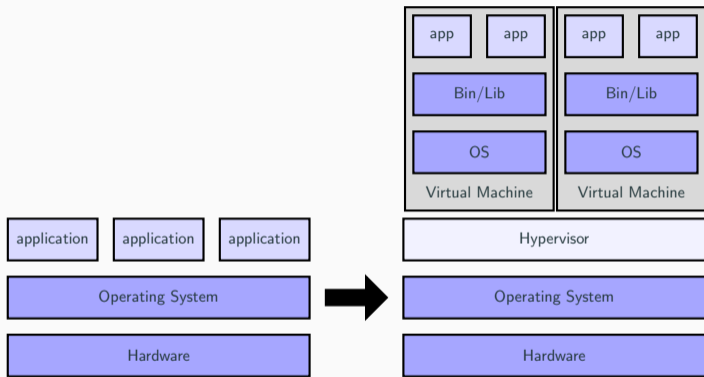 application application application
Operating System
Hardware
app app
Bin/Lib
OS
Virtual Machine
app app
Bin/Lib
OS
Virtual Machine
Hypervisor
Operating System
Hardware